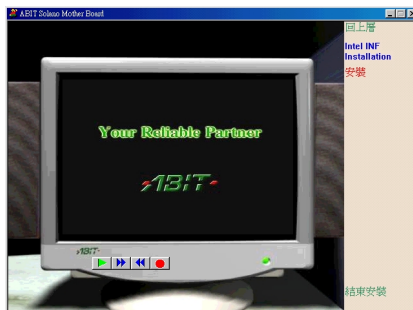 ABIT Solano Mother Board
回上層
Intel INF
Installation
安裝
Your Reliable Partner
ABIT
ABIT
結束安裝